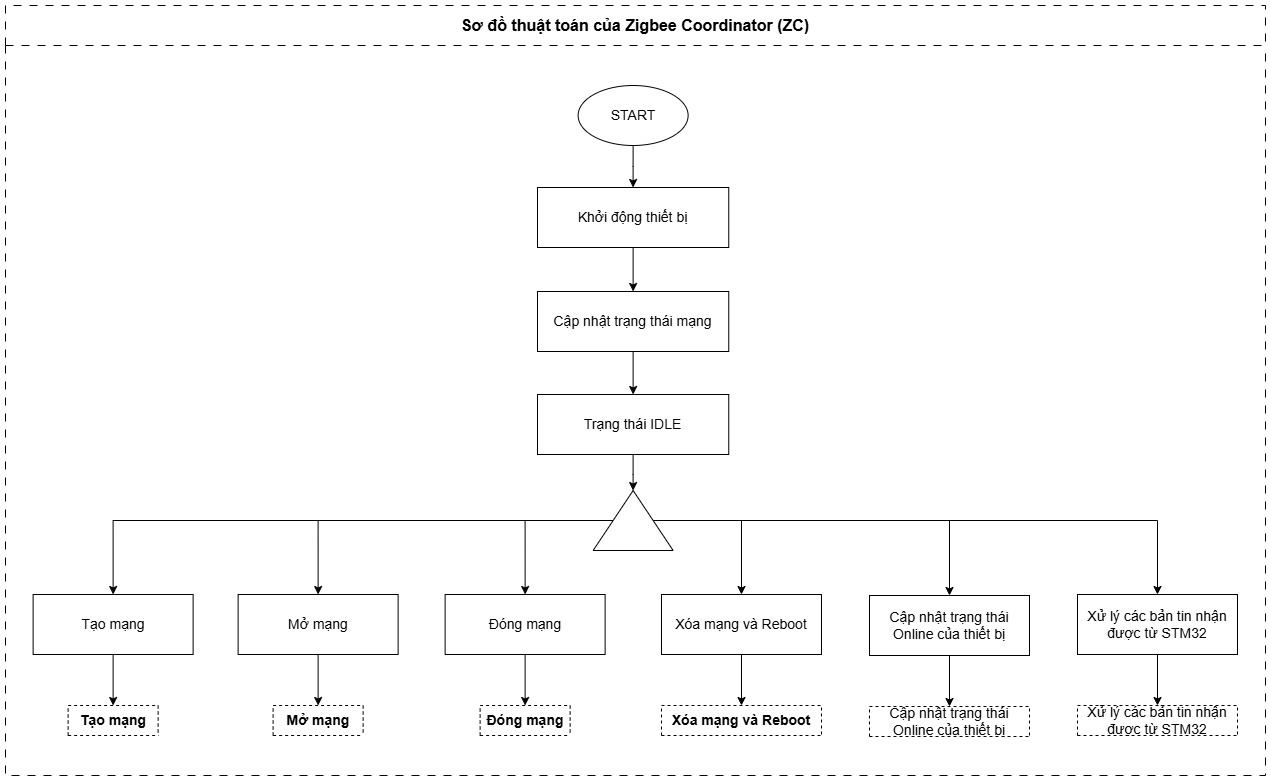 Sơ đồ thuật toán của Zigbee Coordinator (ZC)
START
Khởi động thiết bị
Cập nhật trạng thái mạng
Trạng thái IDLE
Tạo mạng
Mở mạng
Đóng mạng
Xóa mạng và Reboot
Cập nhật trạng thái
Online của thiết bị
Xử lý các bản tin nhận
được từ STM32
Tạo mạng
Mở mạng
Đóng mạng
Xóa mạng và Reboot
Cập nhật trạng thái
Online của thiết bị
Xử lý các bản tin nhận
được từ STM32